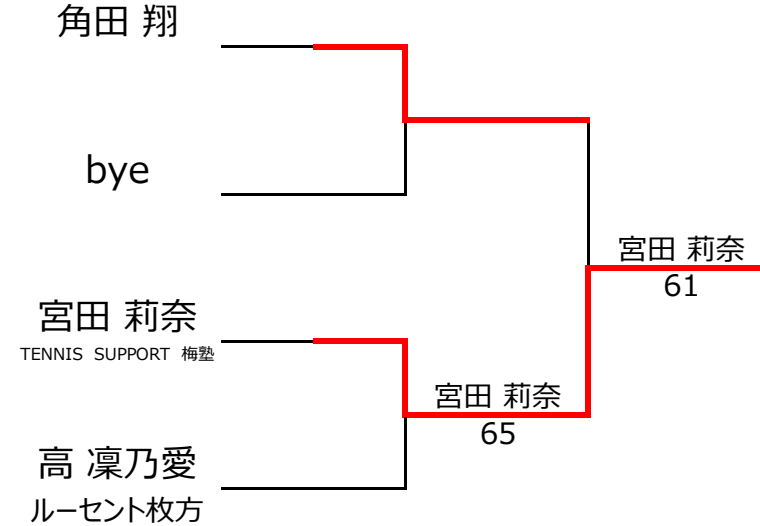 角田 翔
bye
宮田 莉奈
61
宮田 莉奈
TENNIS SUPPORT 梅塾
宮田 莉奈
65
高 凜乃愛
ルーセント枚方